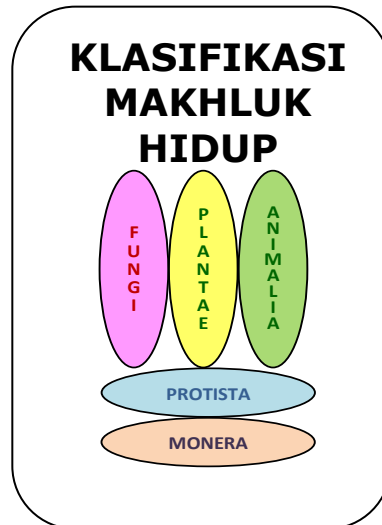 KLASIFIKASI
MAKHLUK
HIDUP
FUNGI
PLANTAE
ANIMALIA
PROTISTA
MONERA